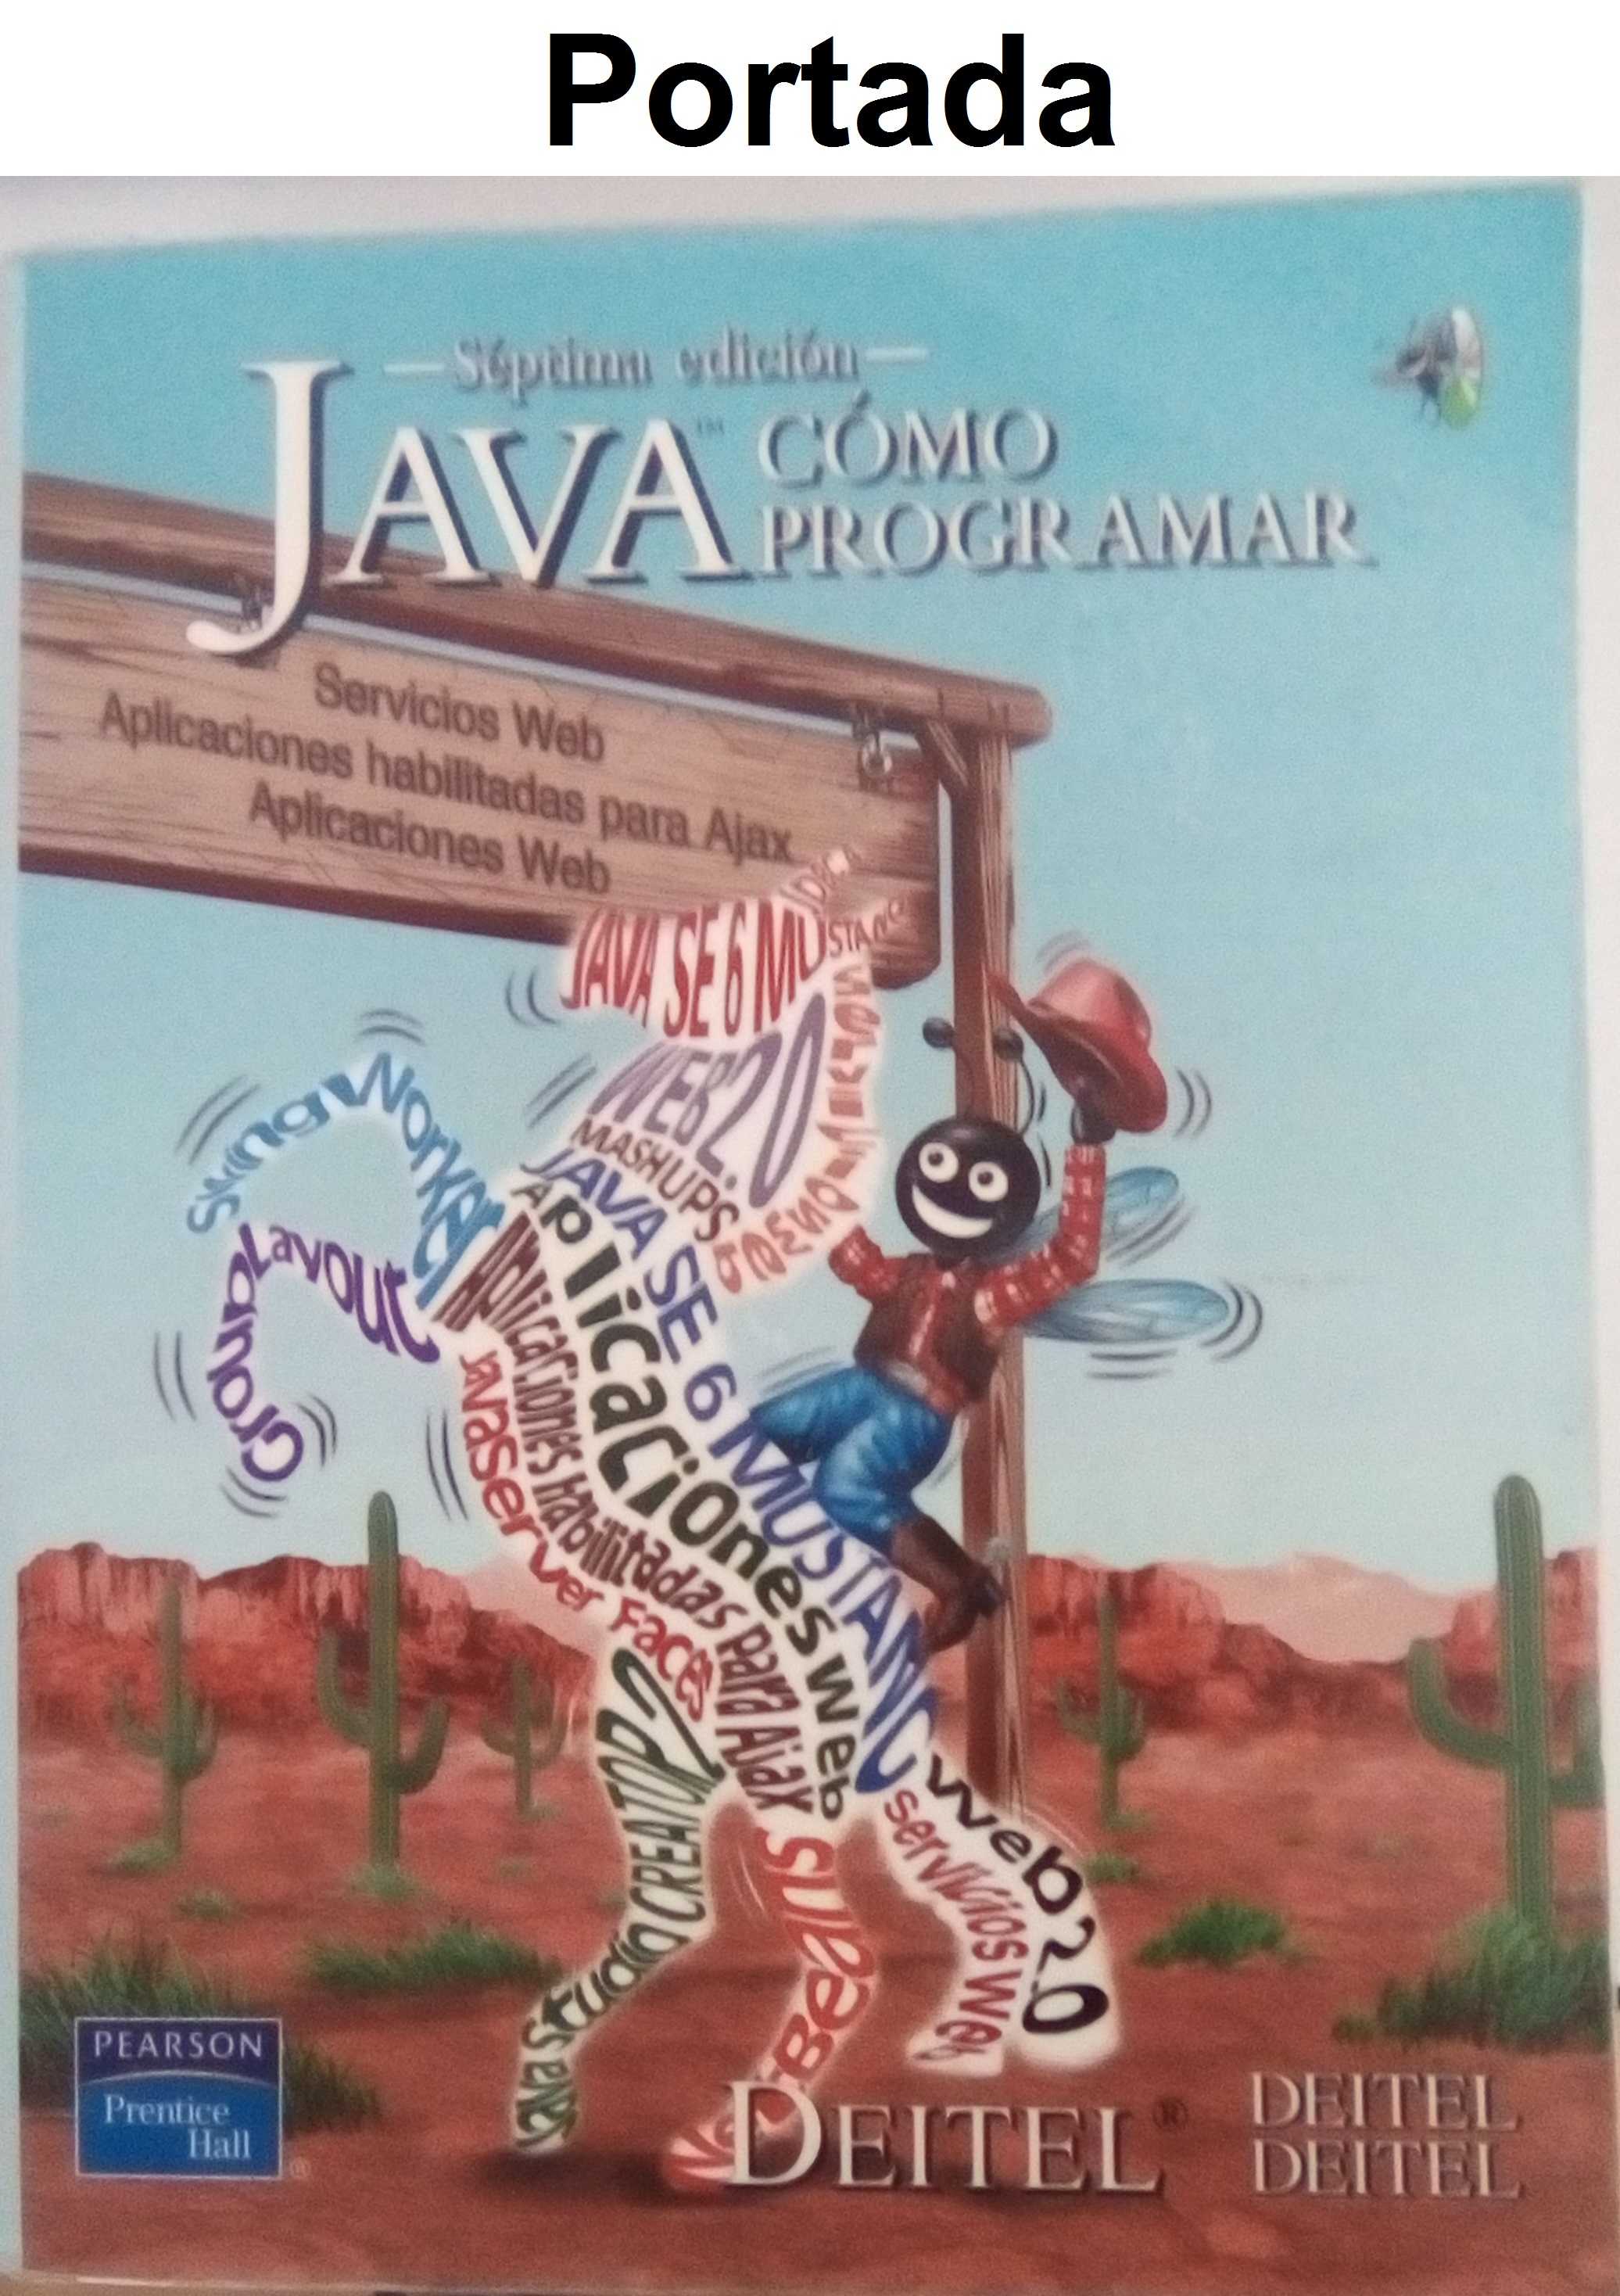 Portada
Séptima edición
JAVA™ CÓMO
PROGRAMAR
Servicios Web
Aplicaciones habilitadas para Ajax
Aplicaciones Web
JAVA SE 6 MUSTANG
WEB 2.0
MASHUPS
JAVA SE 6 MUSTANG
Aplicaciones web
Aplicaciones habilitadas para Ajax
JavaServer Faces
SwingWorker
GroupLayout
Java Studio CREATOR 2
NetBeans
servicios Web
Web 2.0
PEARSON
Prentice
Hall
®
DEITEL®
DEITEL
DEITEL